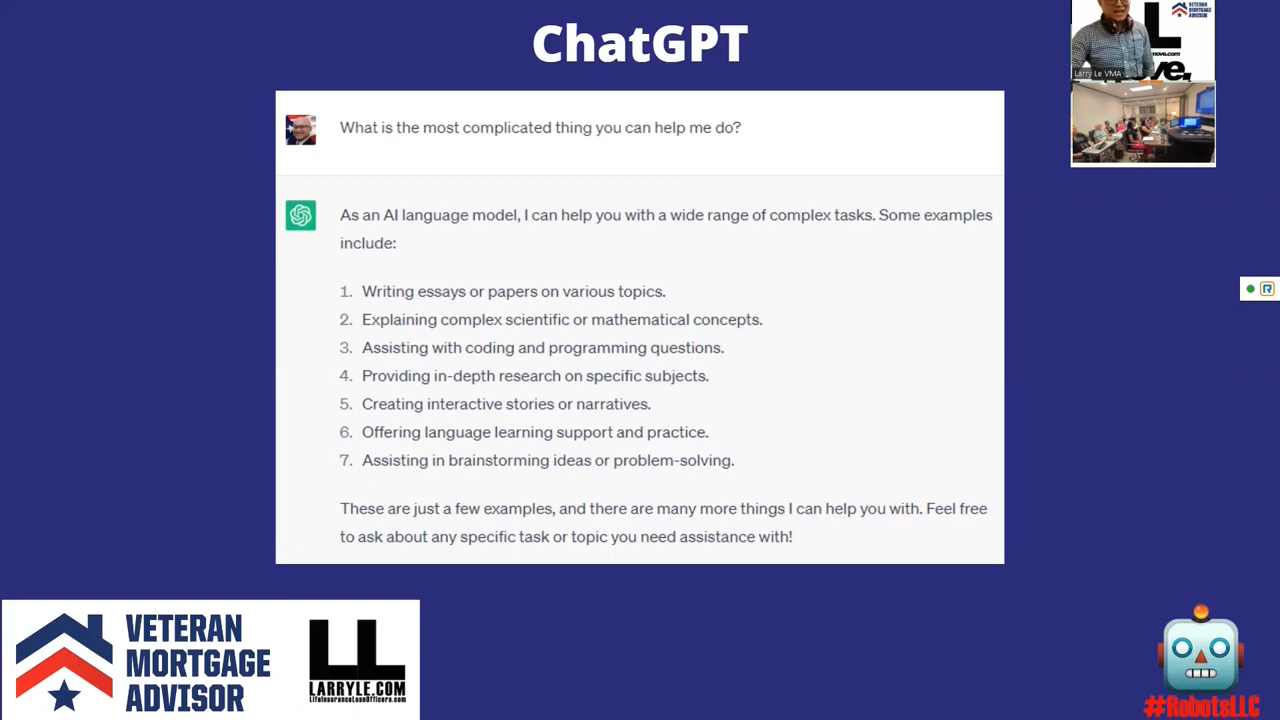 ChatGPT
VETERAN
MORTGAGE
ADVISOR
Larry Le VMA
What is the most complicated thing you can help me do?
As an AI language model, I can help you with a wide range of complex tasks. Some examples
include:
1. Writing essays or papers on various topics.
2. Explaining complex scientific or mathematical concepts.
3. Assisting with coding and programming questions.
4. Providing in-depth research on specific subjects.
5. Creating interactive stories or narratives.
6. Offering language learning support and practice.
7. Assisting in brainstorming ideas or problem-solving.
These are just a few examples, and there are many more things I can help you with. Feel free
to ask about any specific task or topic you need assistance with!
VETERAN
MORTGAGE
ADVISOR
LL
LARRYLE.COM
LifeInsuranceLoanOfficers.com
#RobotsLLC